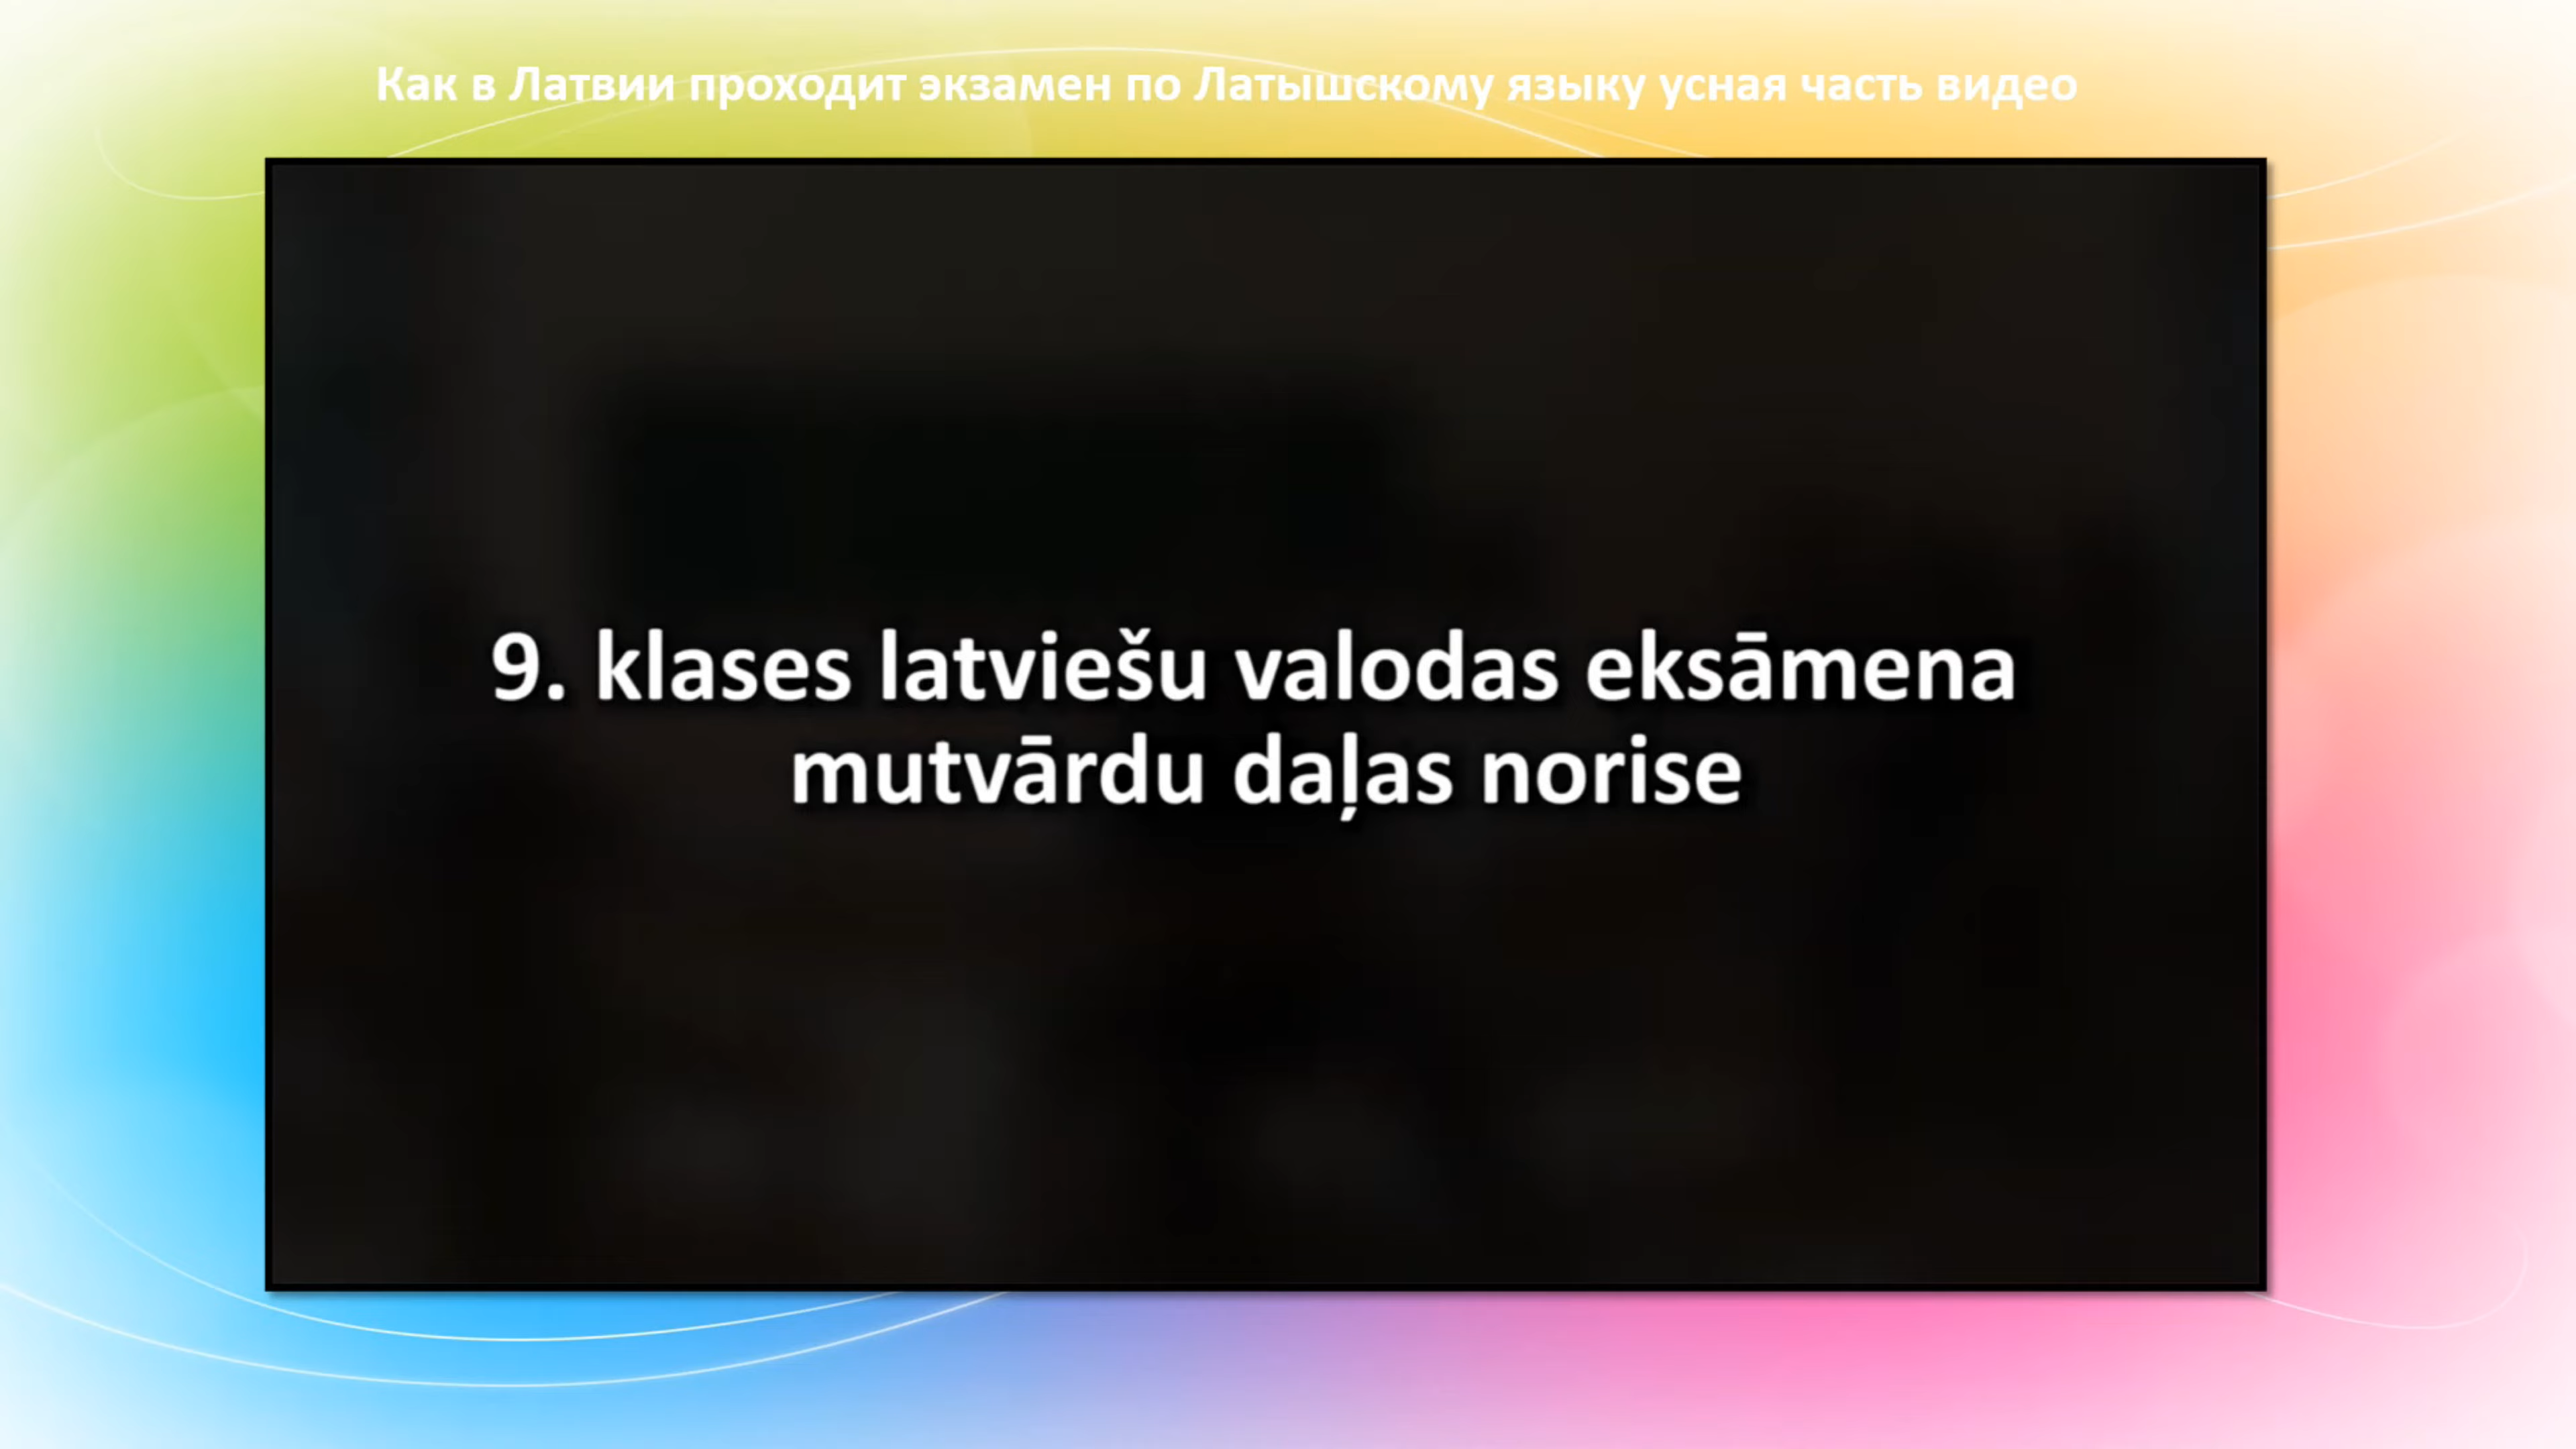 Как в Латвии проходит экзамен по Латышскому языку усная часть видео
9. klases latviešu valodas eksāmena
mutvārdu daļas norise